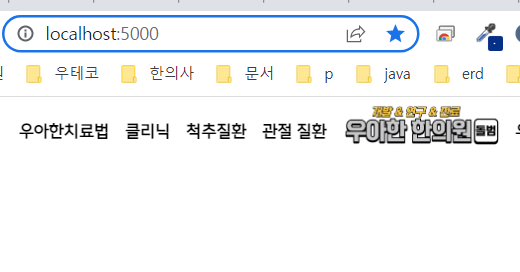 localhost:5000
우테코 한의사 문서 p java erd
개발 & 연구 & 진료
우아한치료법 클리닉 척추질환 관절 질환 우아한 한의원 돌범